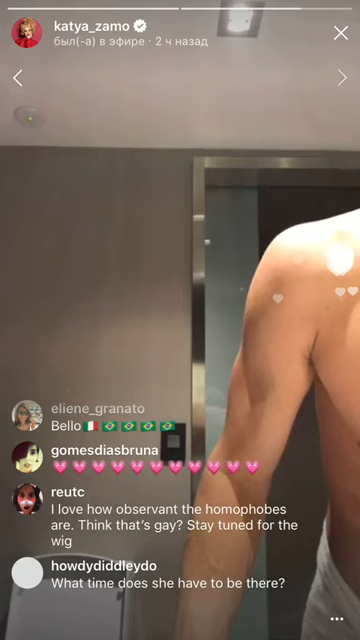 katya_zamo
был(-а) в эфире · 2 ч назад
eliene_granato
Bello 🇮🇹 🇧🇷 🇧🇷 🇧🇷 🇧🇷
gomesdiasbruna
💗💗💗💗💗💗💗💗💗💗💗
reutc
I love how observant the homophobes
are. Think that's gay? Stay tuned for the
wig
howdydiddleydo
What time does she have to be there?